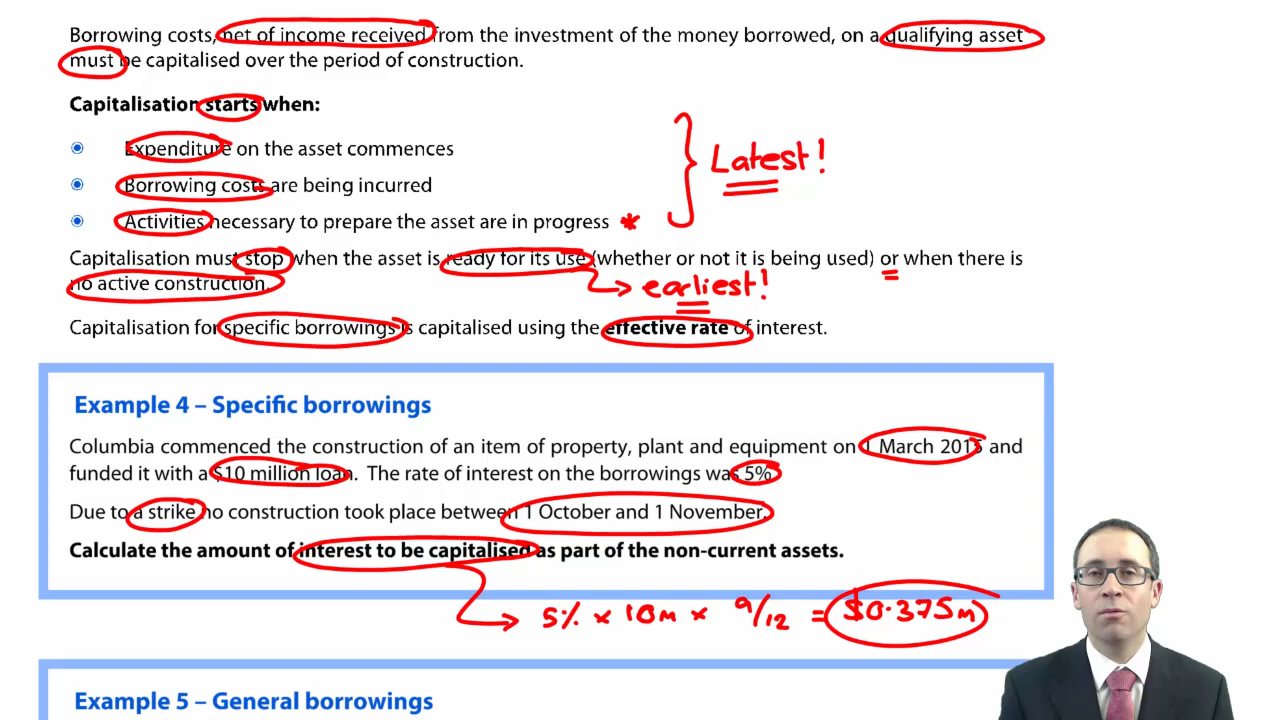 Borrowing costs, net of income received from the investment of the money borrowed, on a qualifying asset
must be capitalised over the period of construction.
Capitalisation starts when:
Expenditure on the asset commences
Borrowing costs are being incurred
Activities necessary to prepare the asset are in progress *
Latest!
Capitalisation must stop when the asset is ready for its use (whether or not it is being used) or when there is
no active construction.
earliest!
Capitalisation for specific borrowings is capitalised using the effective rate of interest.
Example 4 – Specific borrowings
Columbia commenced the construction of an item of property, plant and equipment on 1 March 2015 and
funded it with a $10 million loan. The rate of interest on the borrowings was 5%
Due to a strike no construction took place between 1 October and 1 November.
Calculate the amount of interest to be capitalised as part of the non-current assets.
5% × 10m × 9/12 = $0.375m
Example 5 – General borrowings